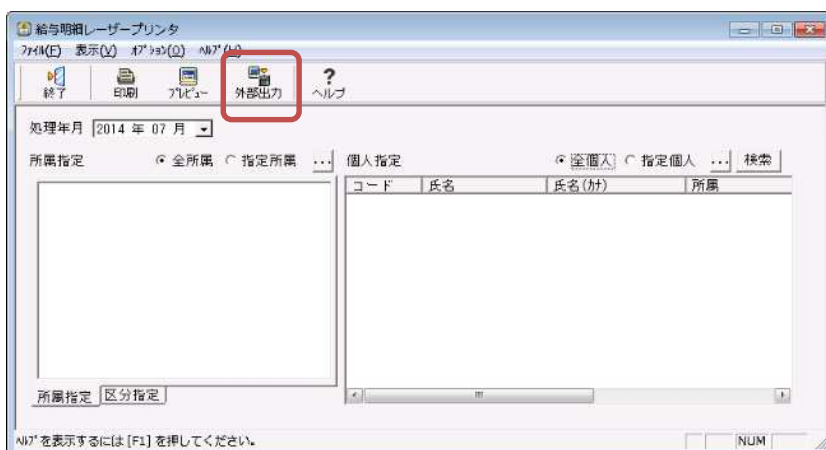 給与明細レーザープリンタ
ファイル(F) 表示(V) オプション(O) ヘルプ(H)
終了 印刷 プレビュー 外部出力 ヘルプ
処理年月 2014 年 07 月
所属指定 全所属 指定所属 ... 個人指定 全個人 指定個人 ... 検索
コード 氏名 氏名(カナ) 所属
所属指定 区分指定
ヘルプを表示するには [F1] を押してください。 NUM